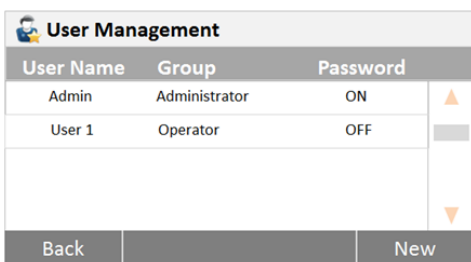 User Management
User Name Group Password
Admin Administrator ON
User 1 Operator OFF
Back New